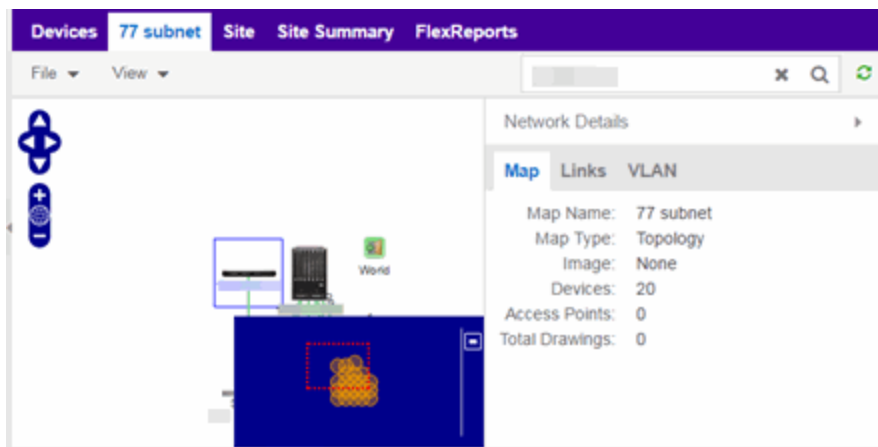 Devices 77 subnet Site Site Summary FlexReports
File View
Network Details
Map Links VLAN
Map Name: 77 subnet
Map Type: Topology
Image: None
Devices: 20
Access Points: 0
Total Drawings: 0
World